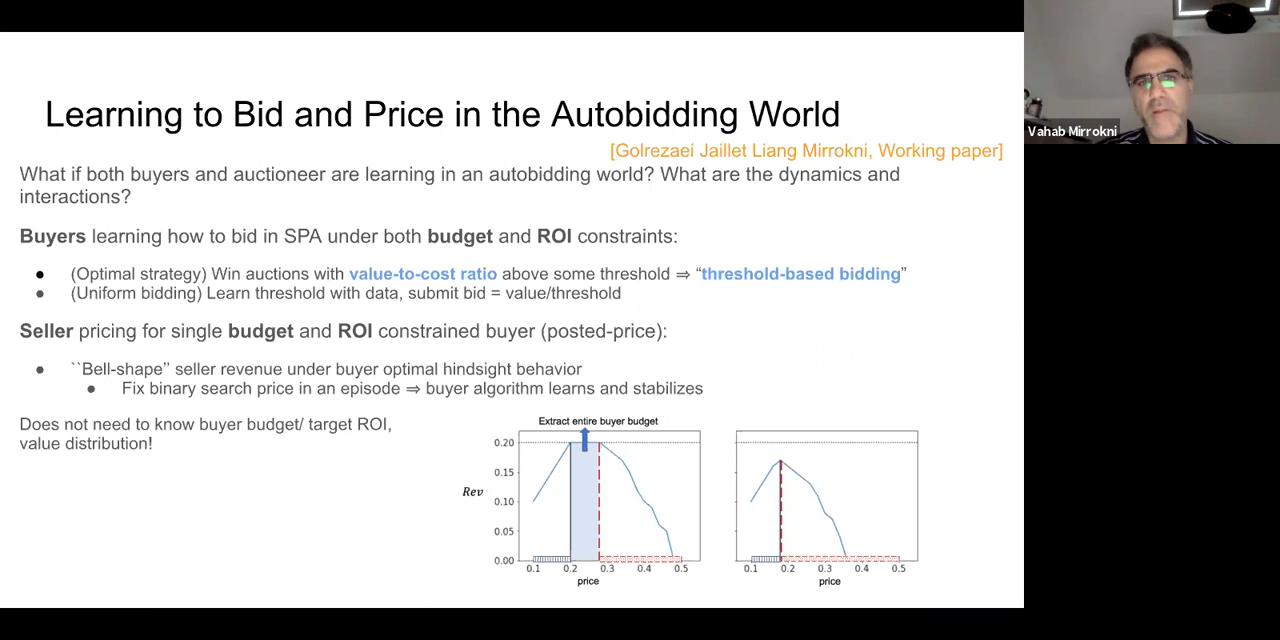 Learning to Bid and Price in the Autobidding World
[Golrezaei Jaillet Liang Mirrokni, Working paper]
What if both buyers and auctioneer are learning in an autobidding world? What are the dynamics and
interactions?
Buyers learning how to bid in SPA under both budget and ROI constraints:
● (Optimal strategy) Win auctions with value-to-cost ratio above some threshold ⇒ “threshold-based bidding”
● (Uniform bidding) Learn threshold with data, submit bid = value/threshold
Seller pricing for single budget and ROI constrained buyer (posted-price):
● ``Bell-shape’’ seller revenue under buyer optimal hindsight behavior
● Fix binary search price in an episode ⇒ buyer algorithm learns and stabilizes
Does not need to know buyer budget/ target ROI,
value distribution!
Extract entire buyer budget
Rev
0.20
0.15
0.10
0.05
0.00
0.1 0.2 0.3 0.4 0.5
price
0.1 0.2 0.3 0.4 0.5
price
Vahab Mirrokni